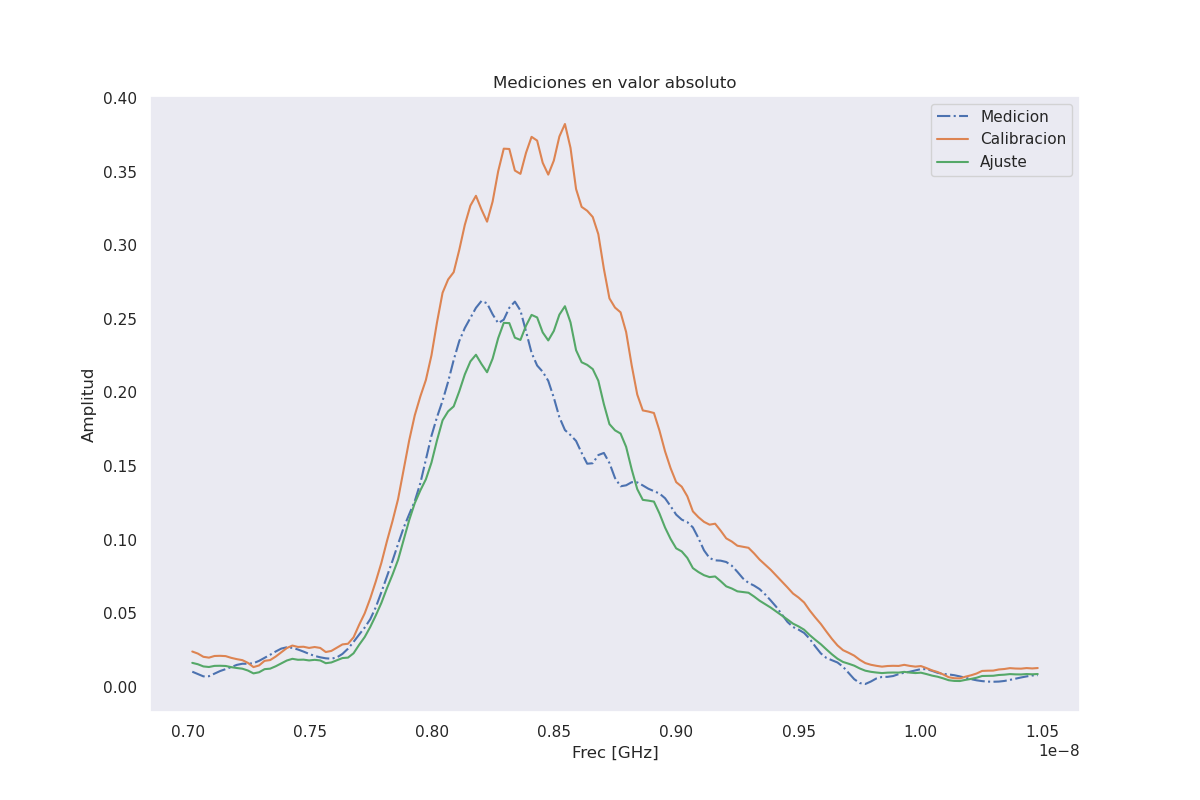 Mediciones en valor absoluto
Medicion
Calibracion
Ajuste
0.40
0.35
0.30
0.25
0.20
0.15
0.10
0.05
0.00
Amplitud
0.70 0.75 0.80 0.85 0.90 0.95 1.00 1.05
1e−8
Frec [GHz]